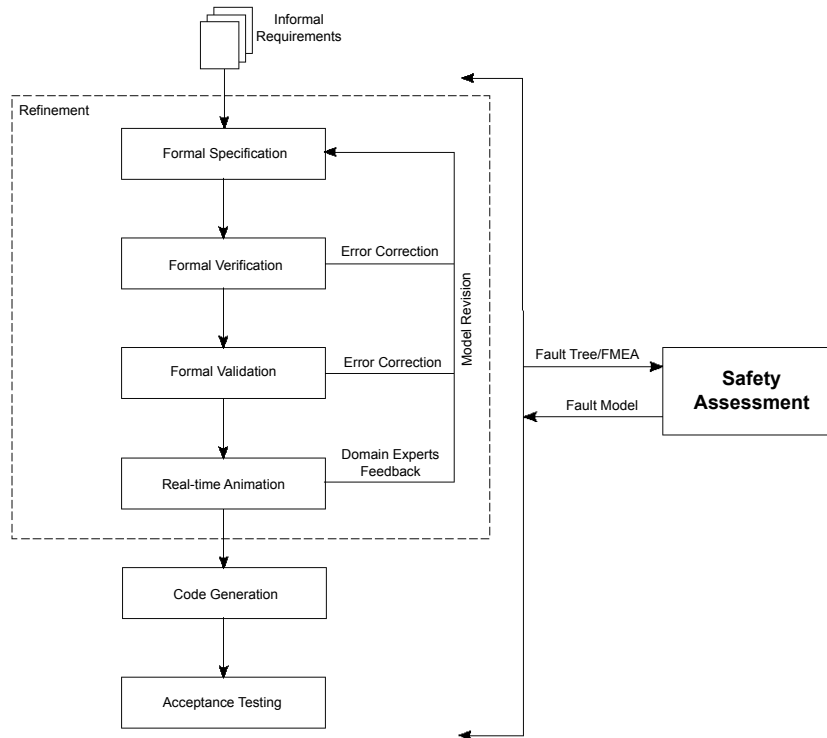 Informal
Requirements
Refinement
Formal Specification
Formal Verification
Error Correction
Model Revision
Formal Validation
Error Correction
Fault Tree/FMEA
Fault Model
Safety
Assessment
Domain Experts
Feedback
Real-time Animation
Code Generation
Acceptance Testing